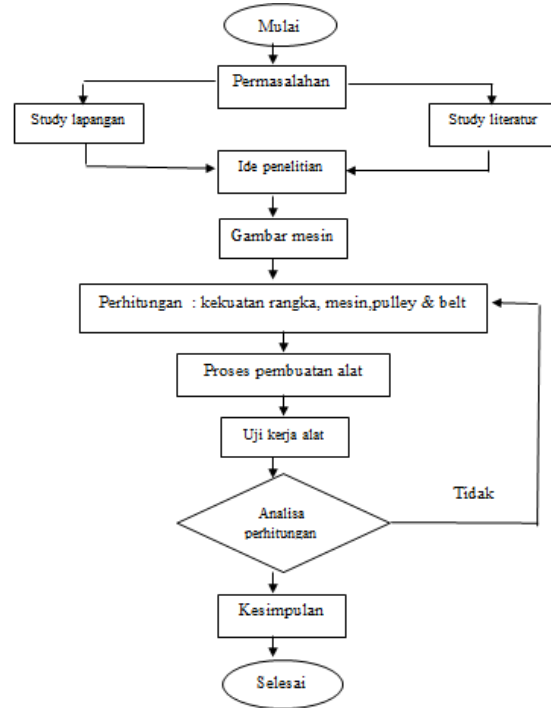 Mulai
Permasalahan
Study lapangan
Study literatur
Ide penelitian
Gambar mesin
Perhitungan : kekuatan rangka, mesin,pulley & belt
Proses pembuatan alat
Uji kerja alat
Tidak
Analisa
perhitungan
Kesimpulan
Selesai